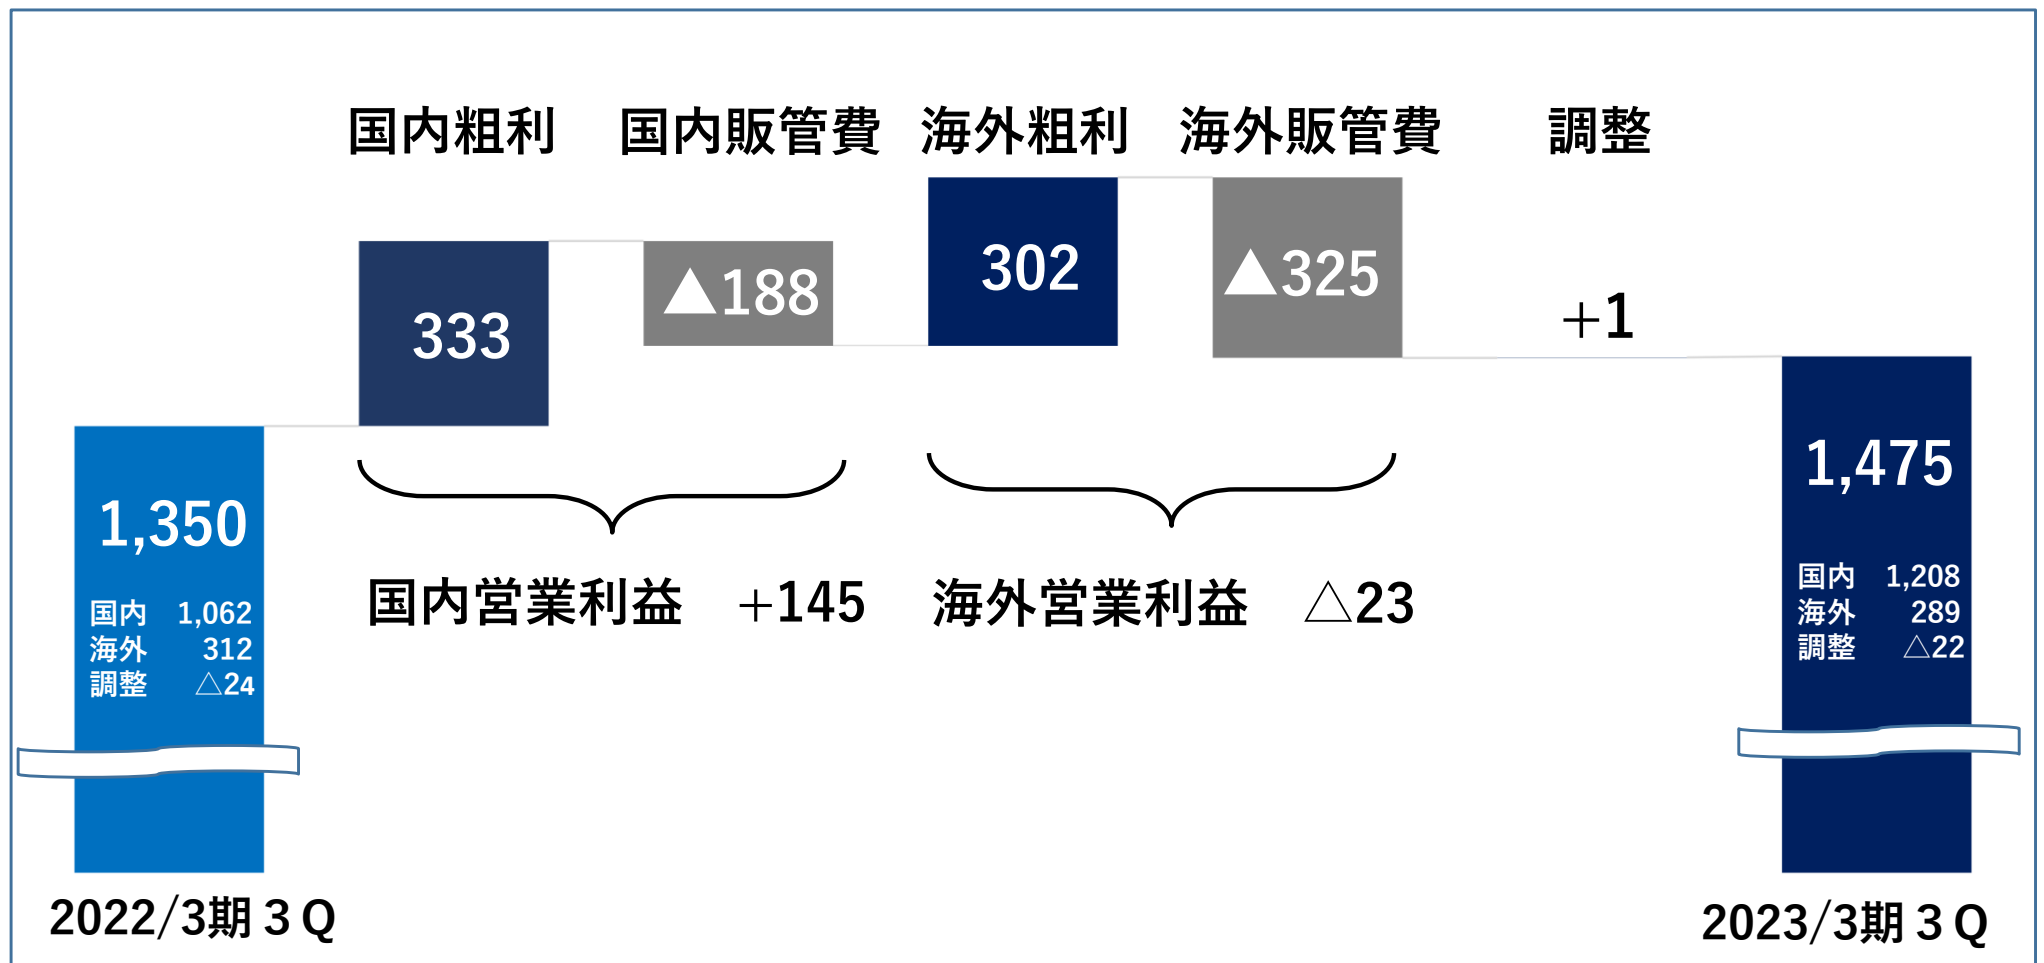 国内粗利 国内販管費 海外粗利 海外販管費 調整
333 ▲188 302 ▲325 +1
1,350
国内 1,062
海外 312
調整 △24
国内営業利益 +145 海外営業利益 △23
1,475
国内 1,208
海外 289
調整 △22
2022/3期3Q 2023/3期3Q